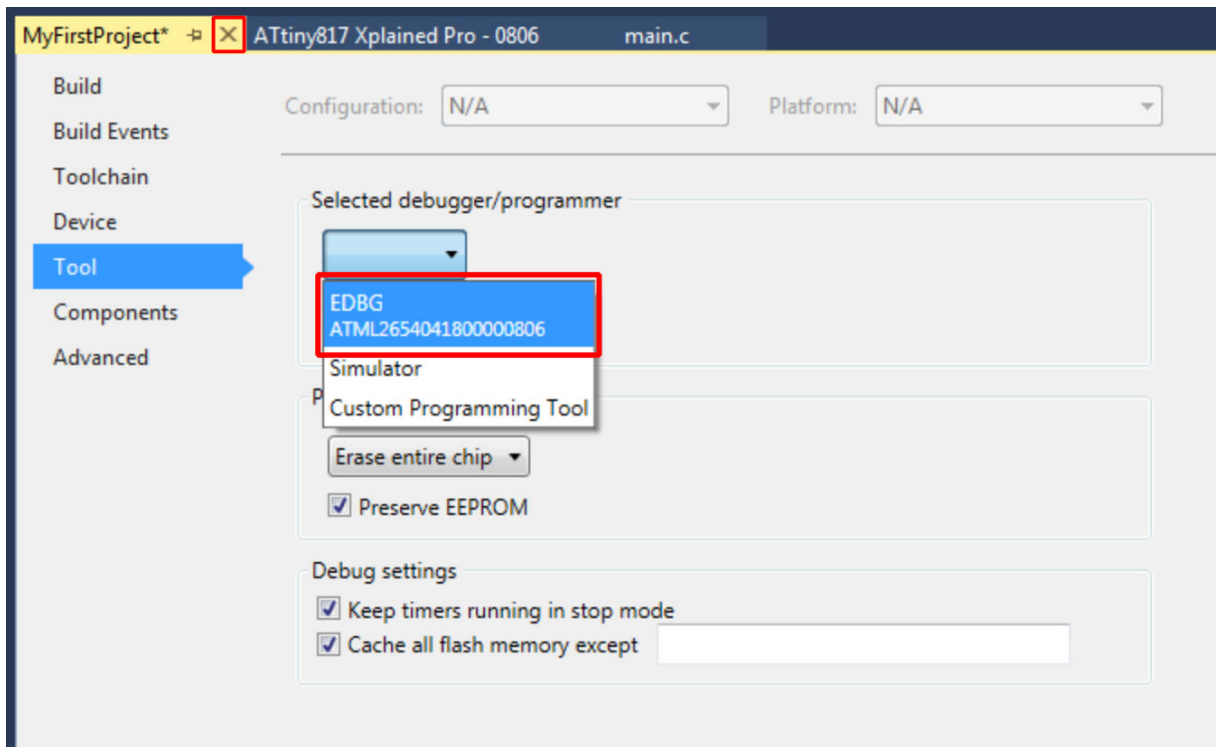 MyFirstProject*
ATtiny817 Xplained Pro - 0806
main.c
Build
Build Events
Toolchain
Device
Tool
Components
Advanced
Configuration: N/A
Platform: N/A
Selected debugger/programmer
EDBG
ATML2654041800000806
Simulator
Custom Programming Tool
Erase entire chip
Preserve EEPROM
Debug settings
Keep timers running in stop mode
Cache all flash memory except